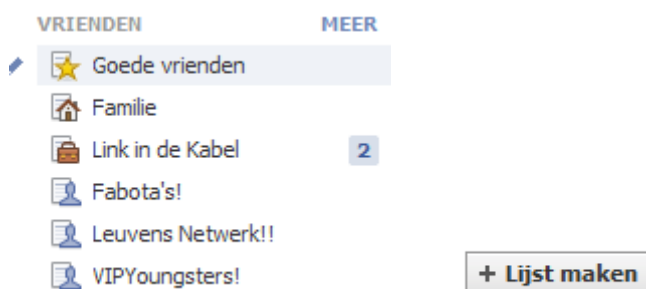 VRIENDEN MEER
Goede vrienden
Familie
Link in de Kabel 2
Fabota's!
Leuvens Netwerk!!
VIPYoungsters!
+ Lijst maken